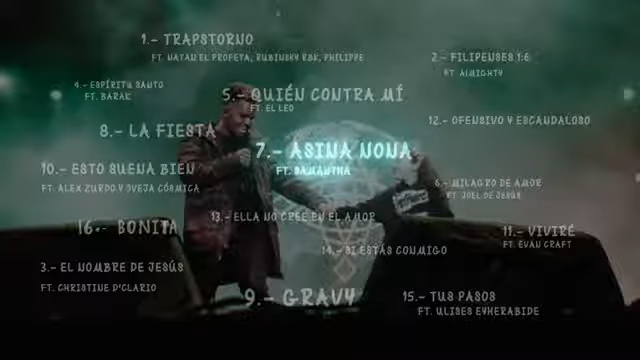 1.- TRAPSTORNO
FT. NATAN EL PROFETA, RUBINSKY RBK, PHILIPPE
2.- FILIPENSES 1:6
FT. ALMIGHTY
4.- ESPÍRITU SANTO
FT. BARAK
5.- QUIÉN CONTRA MÍ
FT. EL LEO
12.- OFENSIVO Y ESCANDALOSO
8.- LA FIESTA
7.- ASINA NONA
FT. SAMANTHA
10.- ESTO SUENA BIEN
FT. ALEX ZURDO Y OVEJA CÓSMICA
6.- MILAGRO DE AMOR
FT. JOEL DE JESÚS
13.- ELLA NO CREE EN EL AMOR
16.- BONITA
11.- VIVIRÉ
FT. EVAN CRAFT
14.- SI ESTÁS CONMIGO
3.- EL NOMBRE DE JESÚS
FT. CHRISTINE D'CLARIO
9.- GRAVY
15.- TUS PASOS
FT. ULISES EYHERABIDE